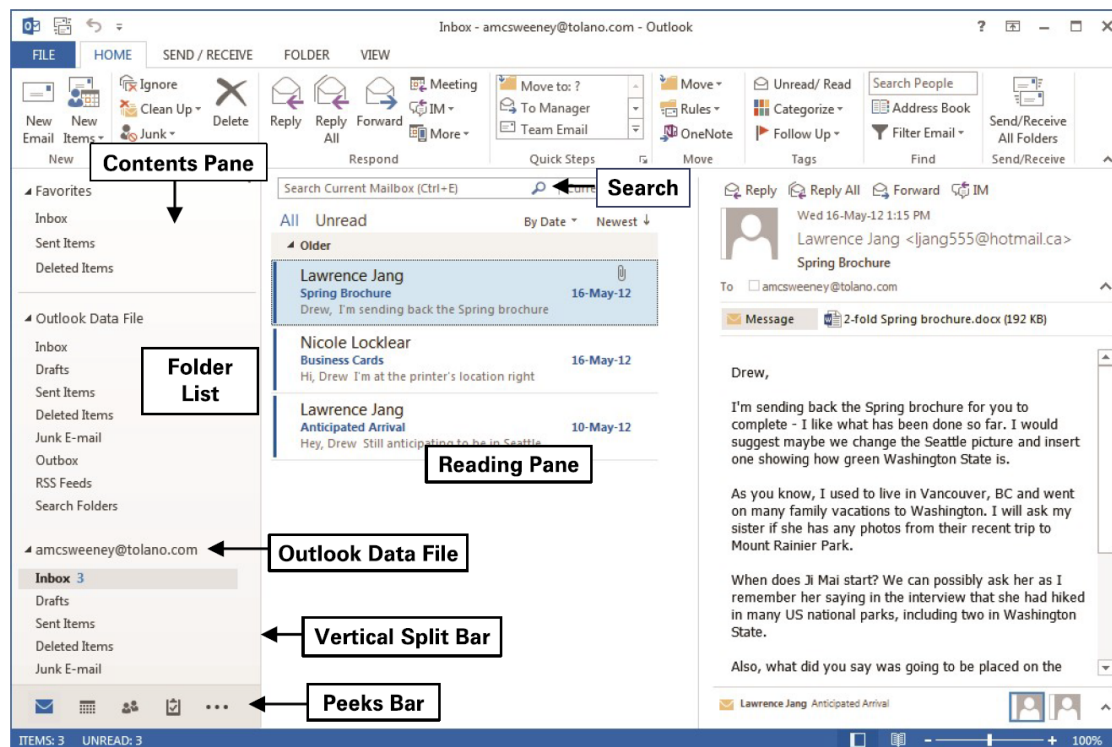 Inbox - amcsweeney@tolano.com - Outlook
FILE HOME SEND / RECEIVE FOLDER VIEW
New Email
New Items
Ignore
Clean Up
Junk
Delete
New
Reply
Reply All
Forward
Meeting
IM
More
Respond
Move to: ?
To Manager
Team Email
Quick Steps
Move
Rules
OneNote
Move
Unread/ Read
Categorize
Follow Up
Tags
Search People
Address Book
Filter Email
Find
Send/Receive All Folders
Send/Receive
Contents Pane
Favorites
Inbox
Sent Items
Deleted Items
Outlook Data File
Inbox
Drafts
Sent Items
Deleted Items
Junk E-mail
Outbox
RSS Feeds
Search Folders
Folder
List
amcsweeney@tolano.com
Inbox 3
Drafts
Sent Items
Deleted Items
Junk E-mail
Search Current Mailbox (Ctrl+E)
Search
All Unread By Date Newest
Older
Lawrence Jang
Spring Brochure 16-May-12
Drew, I'm sending back the Spring brochure
Nicole Locklear
Business Cards 16-May-12
Hi, Drew I'm at the printer's location right
Lawrence Jang
Anticipated Arrival 10-May-12
Hey, Drew Still anticipating to be in Seattle
Reading Pane
Outlook Data File
Vertical Split Bar
Peeks Bar
Reply Reply All Forward IM
Wed 16-May-12 1:15 PM
Lawrence Jang <ljang555@hotmail.ca>
Spring Brochure
To amcsweeney@tolano.com
Message 2-fold Spring brochure.docx (192 KB)
Drew,
I'm sending back the Spring brochure for you to
complete - I like what has been done so far. I would
suggest maybe we change the Seattle picture and insert
one showing how green Washington State is.
As you know, I used to live in Vancouver, BC and went
on many family vacations to Washington. I will ask my
sister if she has any photos from their recent trip to
Mount Rainier Park.
When does Ji Mai start? We can possibly ask her as I
remember her saying in the interview that she had hiked
in many US national parks, including two in Washington
State.
Also, what did you say was going to be placed on the
Lawrence Jang Anticipated Arrival
ITEMS: 3 UNREAD: 3
100%